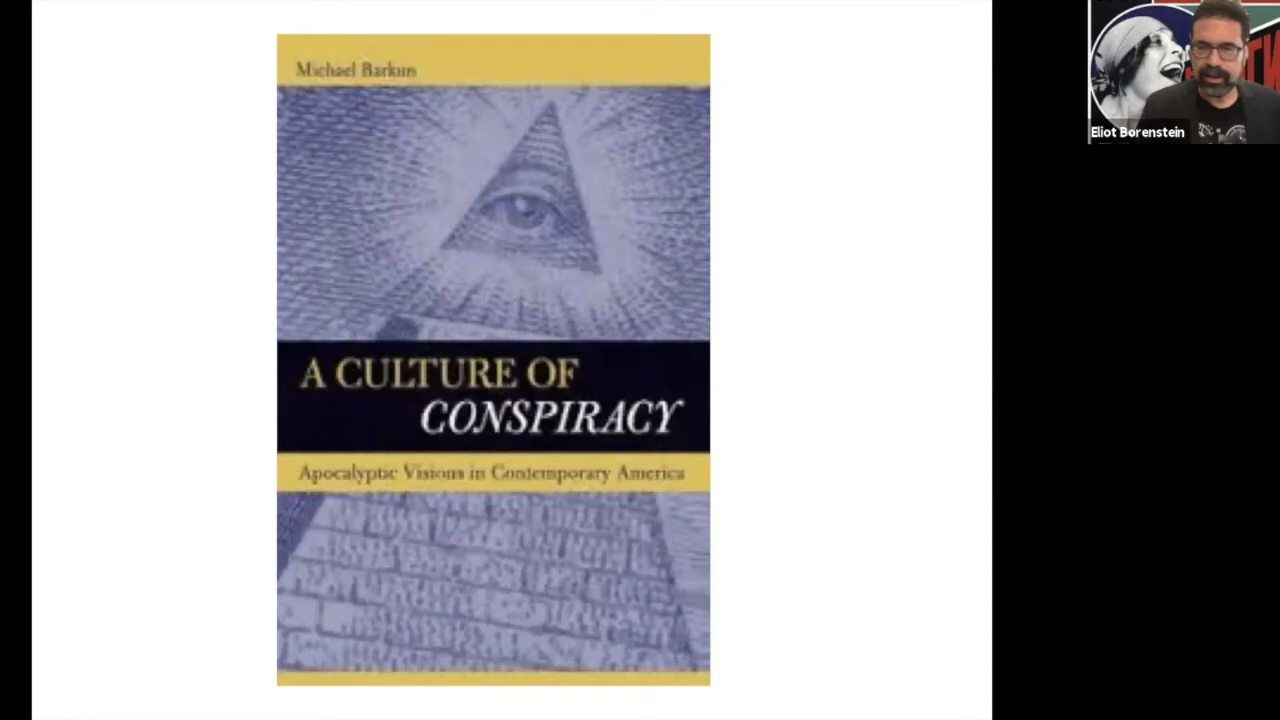 Michael Barkun
A CULTURE OF
CONSPIRACY
Apocalyptic Visions in Contemporary America
Eliot Borenstein